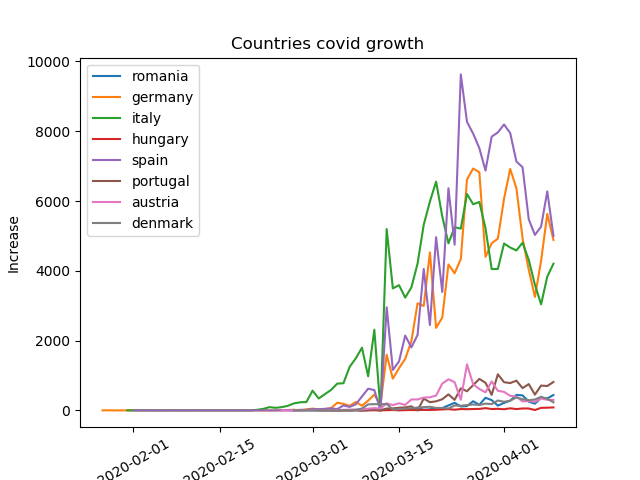 Countries covid growth
10000
8000
6000
4000
2000
0
Increase
romania
germany
italy
hungary
spain
portugal
austria
denmark
2020-02-01
2020-02-15
2020-03-01
2020-03-15
2020-04-01